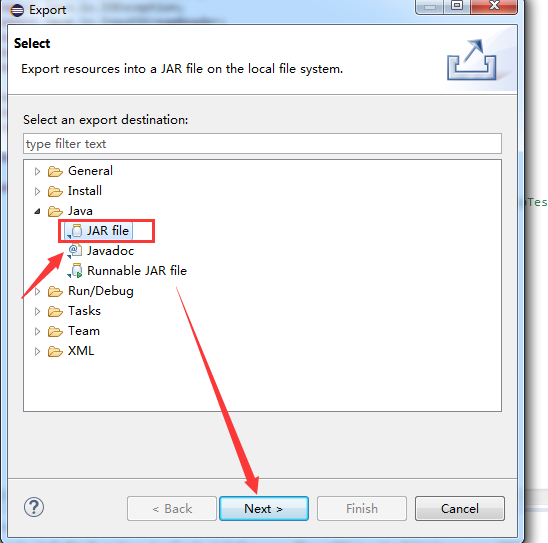 Export
Select
Export resources into a JAR file on the local file system.
Select an export destination:
type filter text
General
Install
Java
JAR file
Javadoc
Runnable JAR file
Run/Debug
Tasks
Team
XML
< Back
Next >
Finish
Cancel